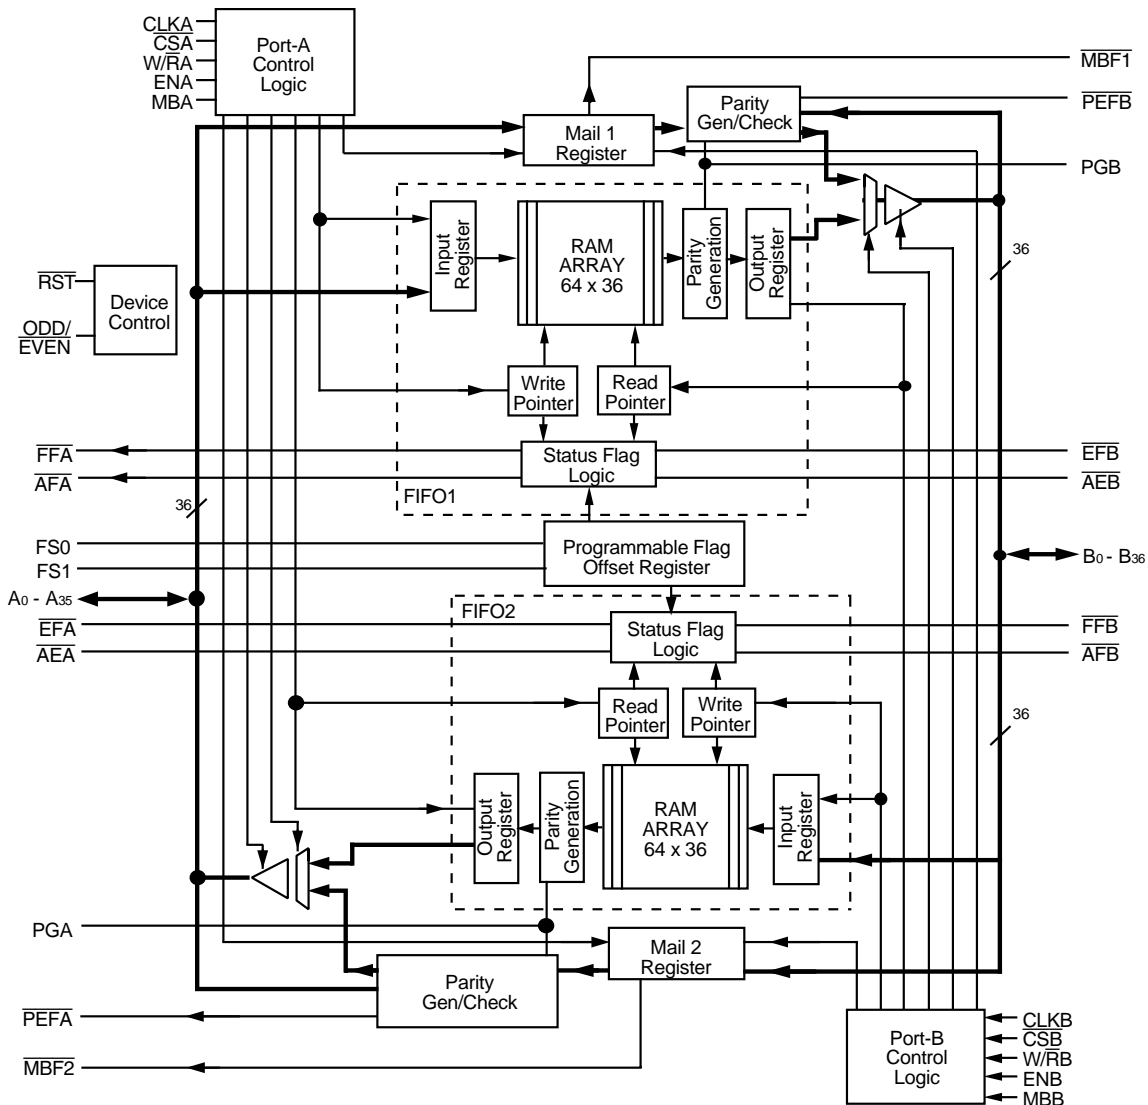 CLKA
CSA
W/RA
ENA
MBA
Port-A
Control
Logic
MBF1
PEFB
PGB
Mail 1
Register
Parity
Gen/Check
Input
Register
RAM
ARRAY
64 x 36
Parity
Generation
Output
Register
36
RST
ODD/
EVEN
Device
Control
Write
Pointer
Read
Pointer
FFA
AFA
Status Flag
Logic
EFB
AEB
FIFO1
36
FS0
FS1
Programmable Flag
Offset Register
A0 - A35
B0 - B36
EFA
AEA
FIFO2
Status Flag
Logic
FFB
AFB
Read
Pointer
Write
Pointer
36
Output
Register
Parity
Generation
RAM
ARRAY
64 x 36
Input
Register
PGA
Mail 2
Register
Parity
Gen/Check
PEFA
MBF2
Port-B
Control
Logic
CLKB
CSB
W/RB
ENB
MBB